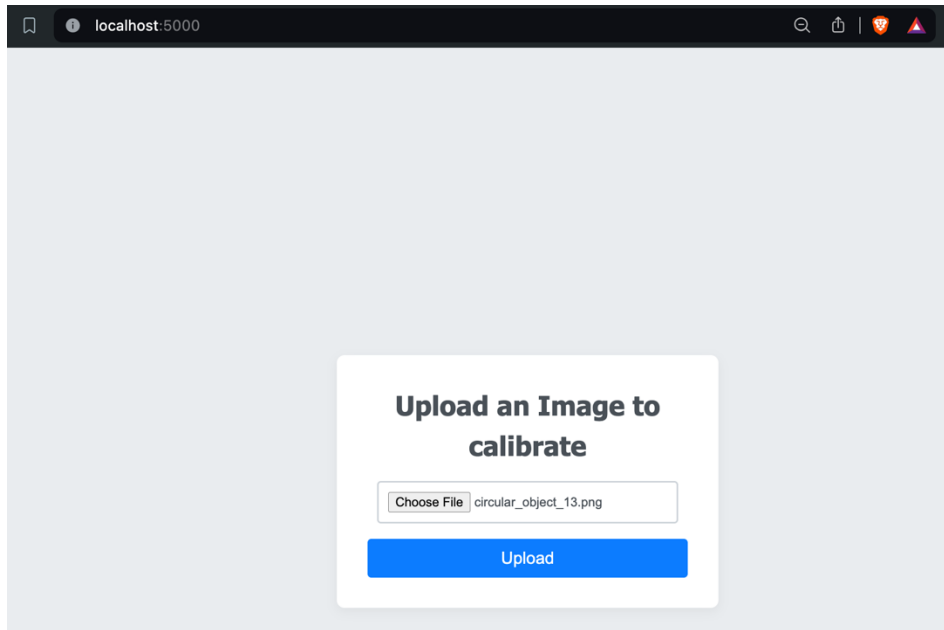 localhost:5000
Upload an Image to
calibrate
Choose File circular_object_13.png
Upload